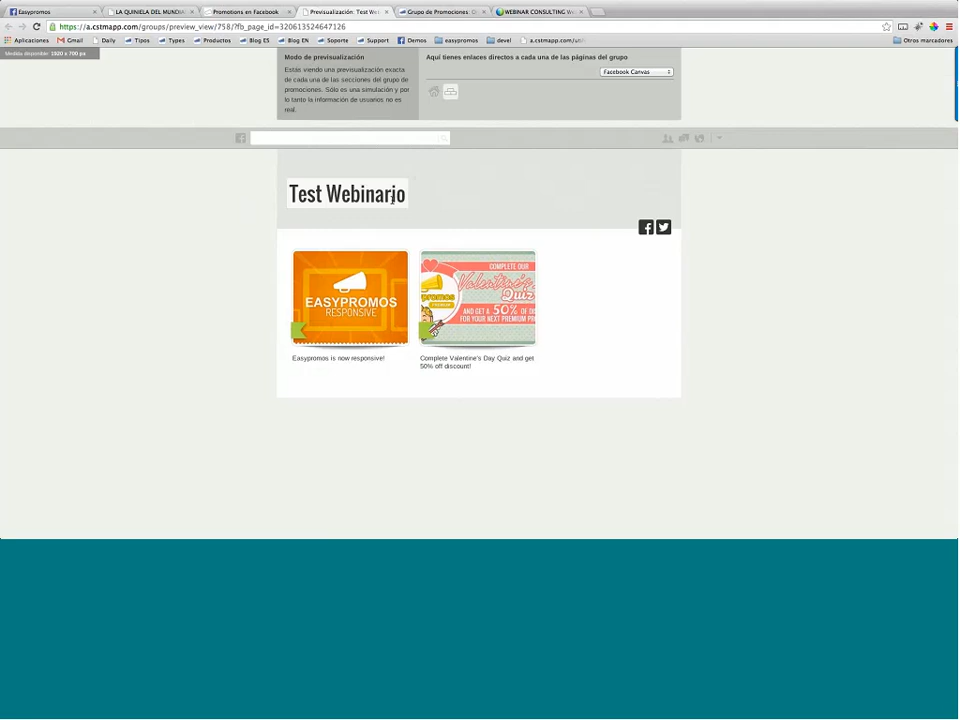 Easypromos
LA QUINIELA DEL MUNDIA
Promotions en Facebook
Previsualización: Test We
Grupo de Promociones: D
WEBINAR CONSULTING W
https://a.cstmapp.com/groups/preview_view/758/?fb_page_id=320613524647126
Aplicaciones
Gmail
Daily
Tipos
Types
Productos
Blog ES
Blog EN
Soporte
Support
Demos
easypromos
devel
a.cstmapp.com/uti
Otros marcadores
Medida disponible: 1920 x 700 px
Modo de previsualización
Estás viendo una previsualización exacta
de cada una de las secciones del grupo de
promociones. Sólo es una simulación y por
lo tanto la información de usuarios no es
real.
Aquí tienes enlaces directos a cada una de las páginas del grupo
Facebook Canvas
Test Webinario
EASYPROMOS
RESPONSIVE
Easypromos is now responsive!
COMPLETE OUR
Valentine's
Quiz
AND GET A 50% OF DI
FOR YOUR NEXT PREMIUM PR
Complete Valentine's Day Quiz and get
50% off discount!